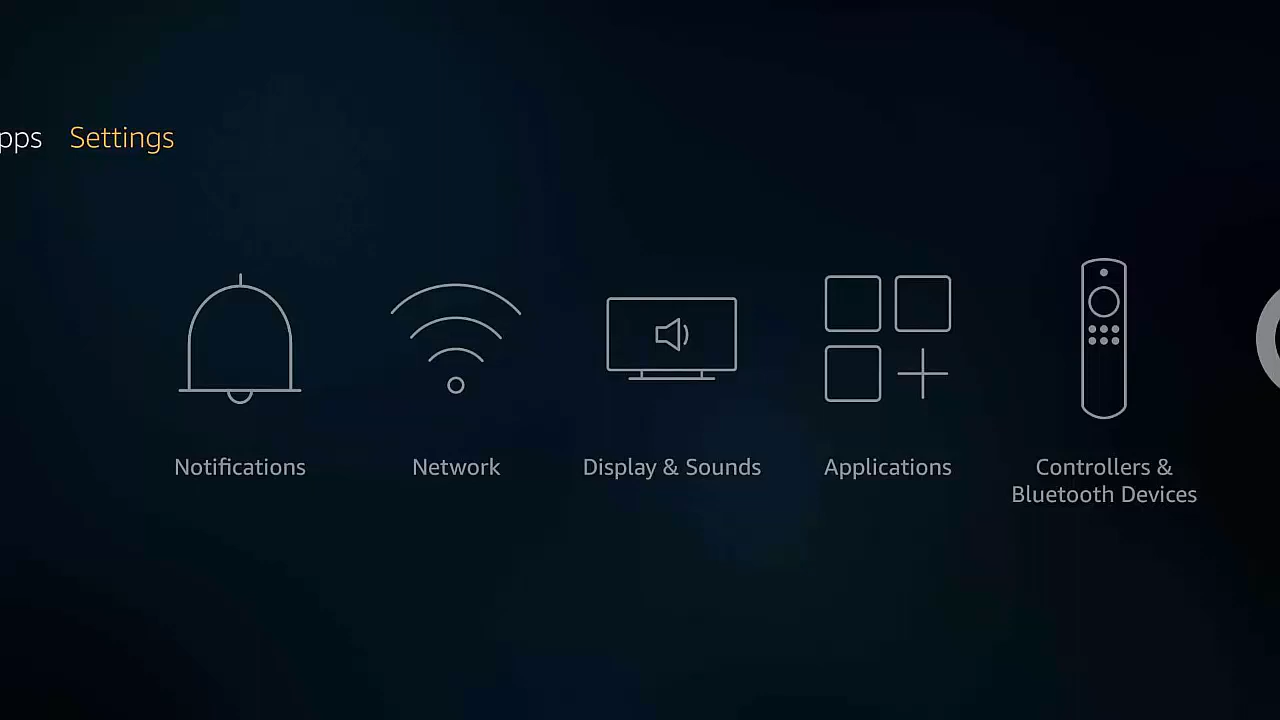 pps Settings
Notifications
Network
Display & Sounds
Applications
Controllers &
Bluetooth Devices